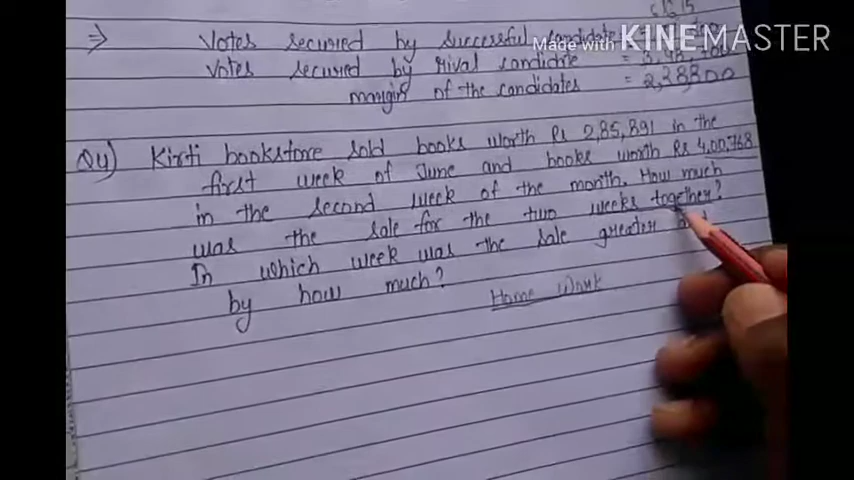 ⇒ Votes secured by successful candidate
Made with KINEMASTER
Votes secured by rival candidate =
margin of the candidates = 2,28,800
Q4) Kirti bookstore sold books worth Rs 2,85,891 in the
first week of June and books worth Rs 4,00,768
in the second week of the month. How much
was the sale for the two weeks together?
In which week was the sale greater and
by how much?
Home Work